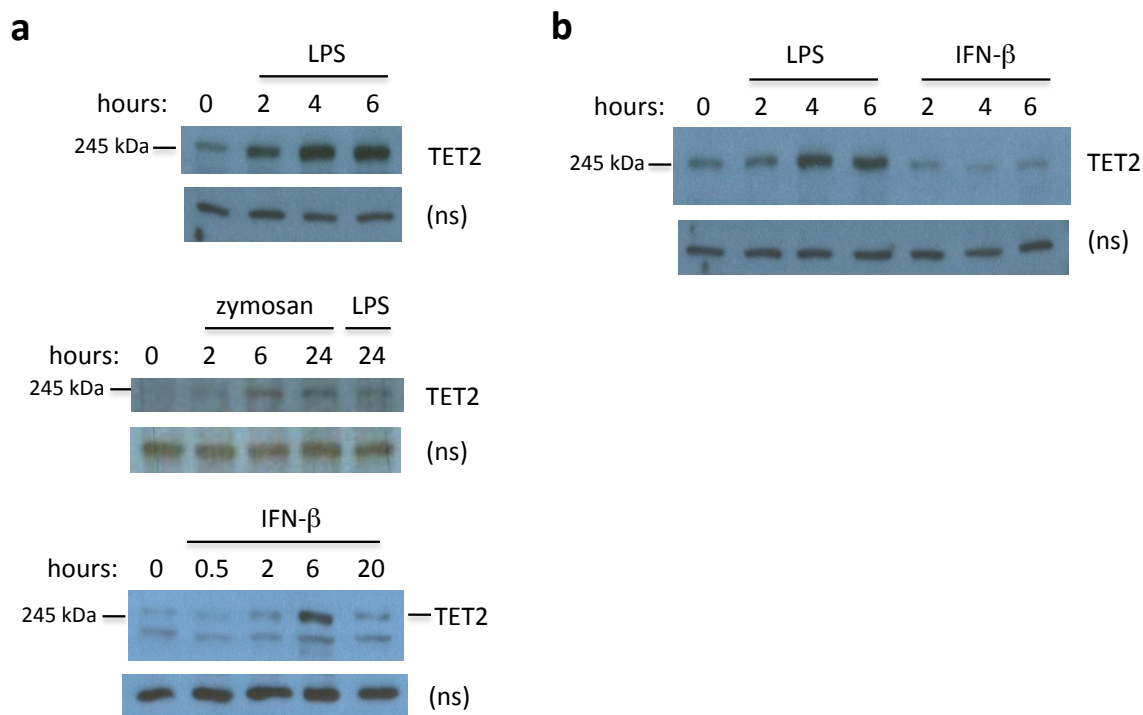 a
LPS
hours: 0 2 4 6
245 kDa TET2
(ns)
zymosan LPS
hours: 0 2 6 24 24
245 kDa TET2
(ns)
IFN-β
hours: 0 0.5 2 6 20
245 kDa TET2
(ns)
b
LPS IFN-β
hours: 0 2 4 6 2 4 6
245 kDa TET2
(ns)